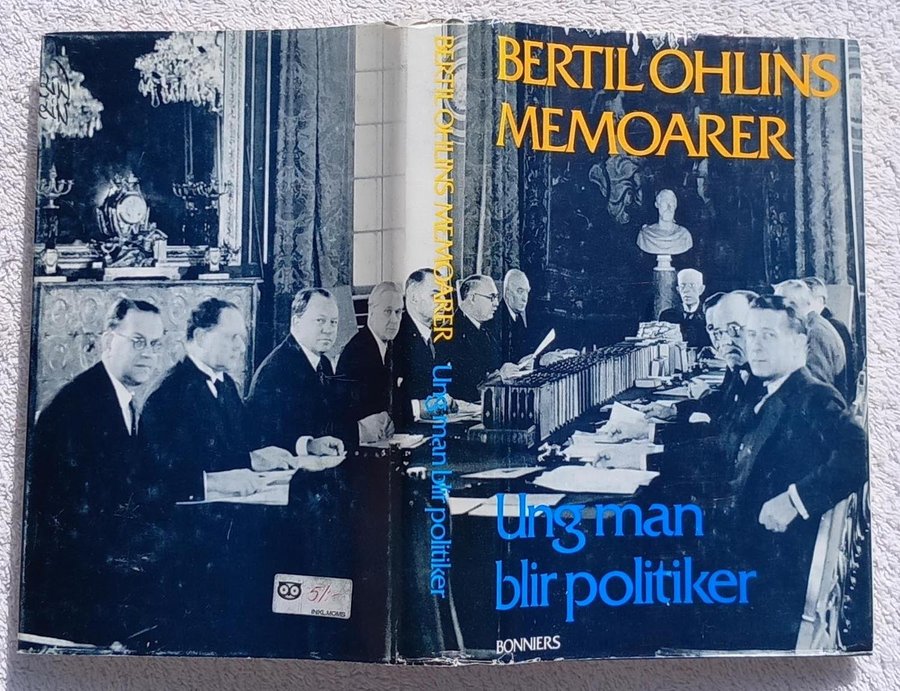 BERTIL OHLINS
MEMOARER
Ung man
blir politiker
BONNIERS
BERTIL OHLINS MEMOARER Ung man blir politiker
INKL.MOMS